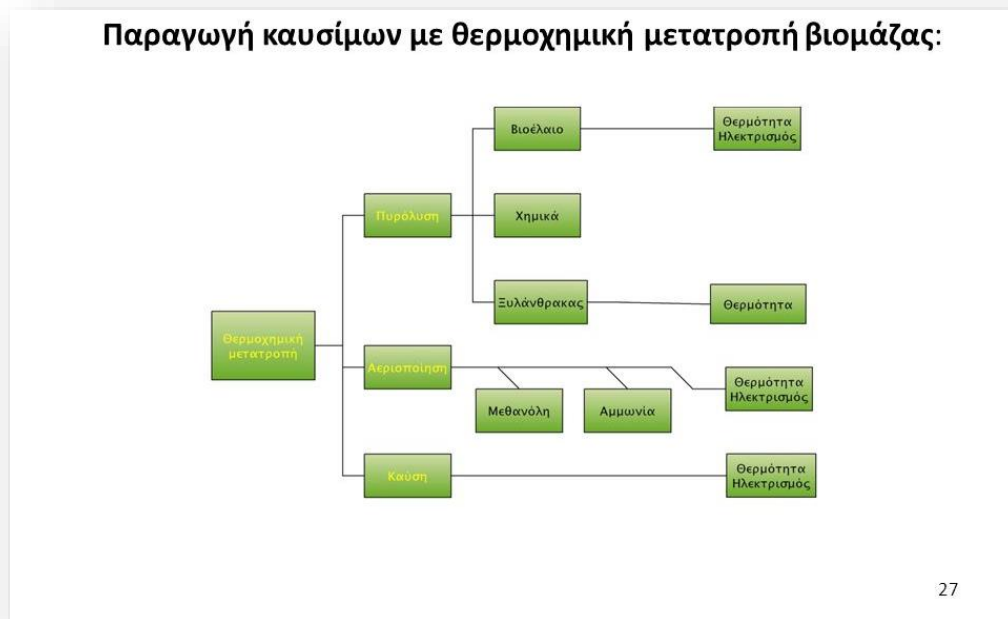 Παραγωγή καυσίμων με θερμοχημική μετατροπή βιομάζας:
Βιοέλαιο
Θερμότητα
Ηλεκτρισμός
Πυρόλυση
Χημικά
Ξυλάνθρακας
Θερμότητα
Θερμοχημική
μετατροπή
Αεριοποίηση
Θερμότητα
Ηλεκτρισμός
Μεθανόλη
Αμμωνία
Καύση
Θερμότητα
Ηλεκτρισμός
27